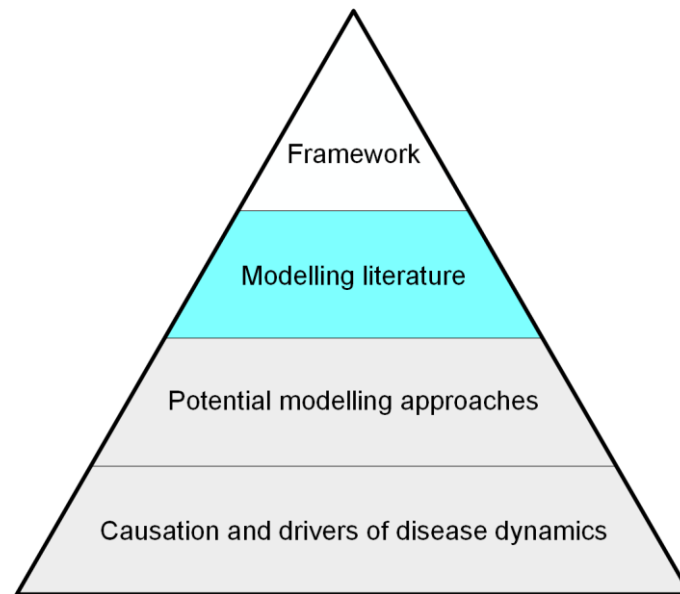 Framework
Modelling literature
Potential modelling approaches
Causation and drivers of disease dynamics